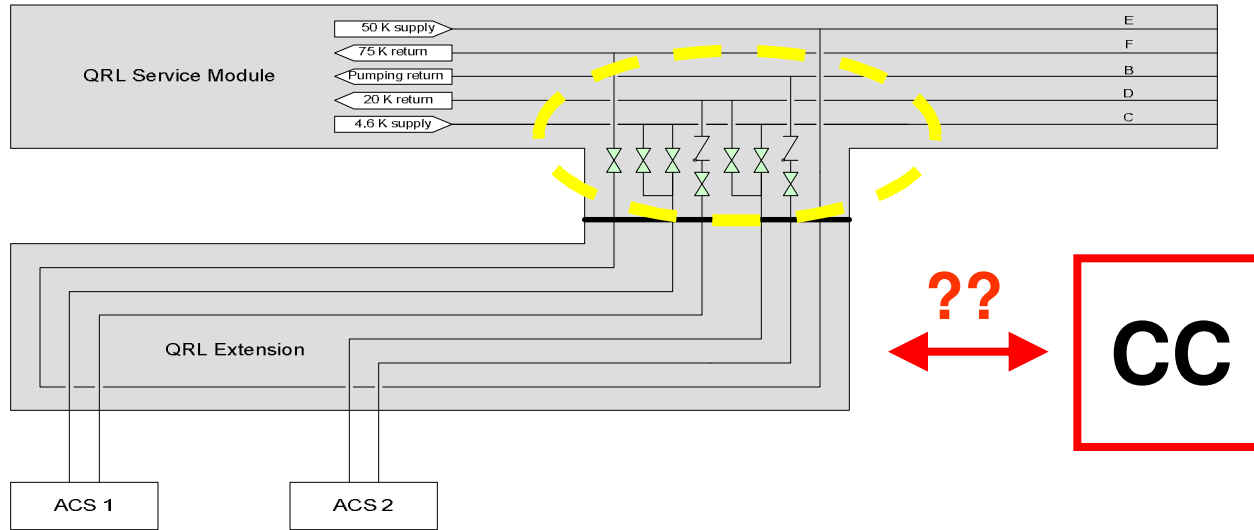 50 K supply
E
75 K return
F
QRL Service Module
Pumping return
B
20 K return
D
4.6 K supply
C
??
CC
QRL Extension
ACS 1
ACS 2